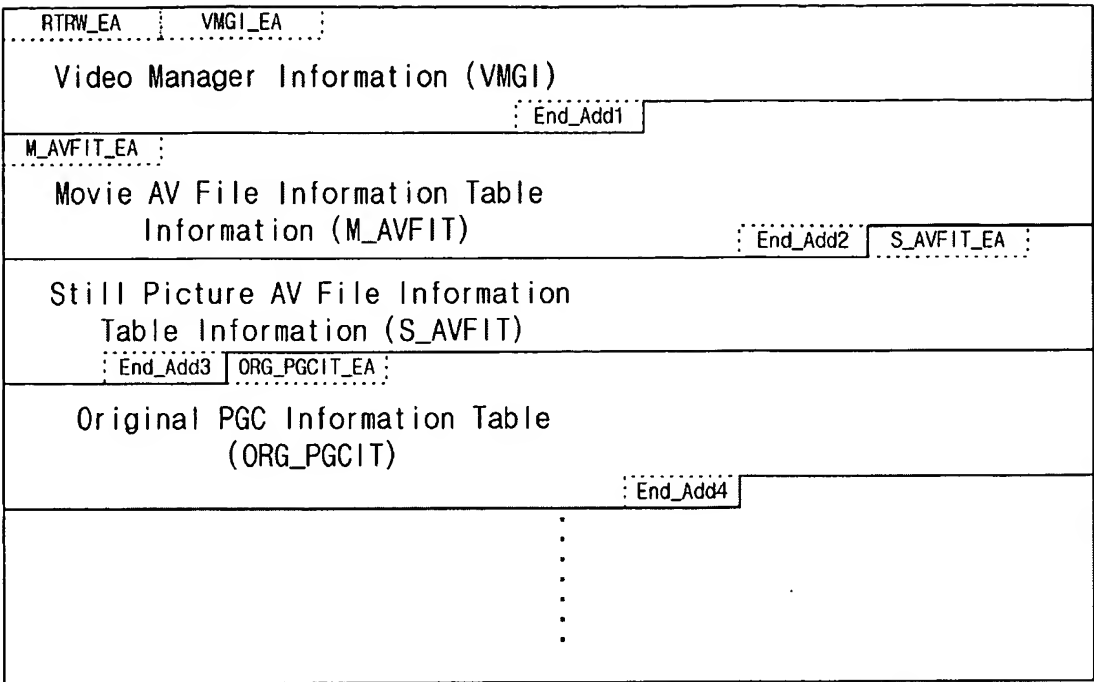 RTRW_EA VMGI_EA
Video Manager Information (VMGI)
End_Add1
M_AVFIT_EA
Movie AV File Information Table
Information (M_AVFIT)
End_Add2 S_AVFIT_EA
Still Picture AV File Information
Table Information (S_AVFIT)
End_Add3 ORG_PGCIT_EA
Original PGC Information Table
(ORG_PGCIT)
End_Add4